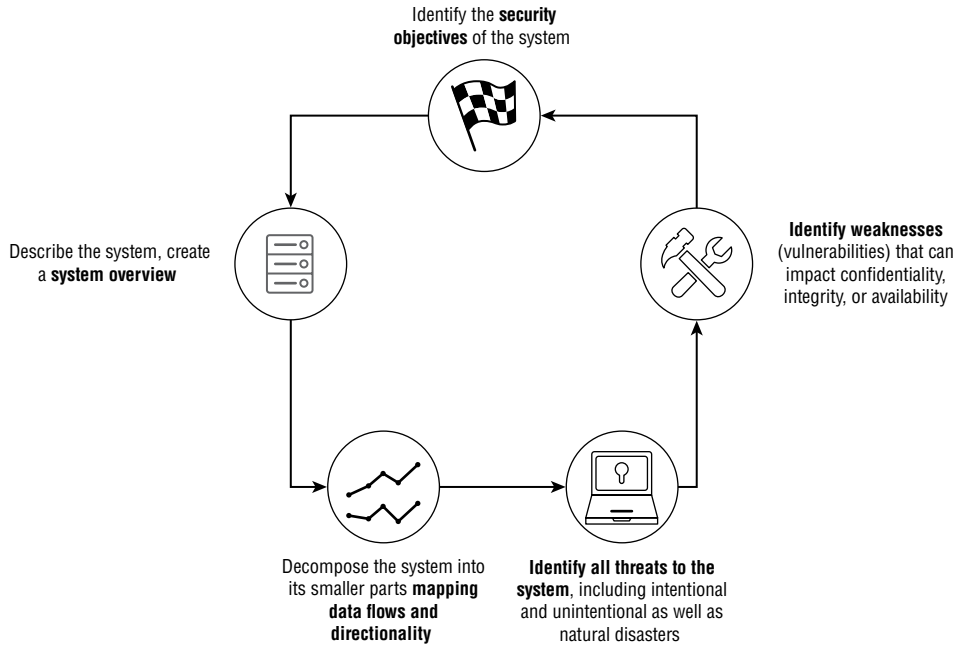 Identify the security
objectives of the system
Describe the system, create
a system overview
Identify weaknesses
(vulnerabilities) that can
impact confidentiality,
integrity, or availability
Decompose the system into
its smaller parts mapping
data flows and
directionality
Identify all threats to the
system, including intentional
and unintentional as well as
natural disasters